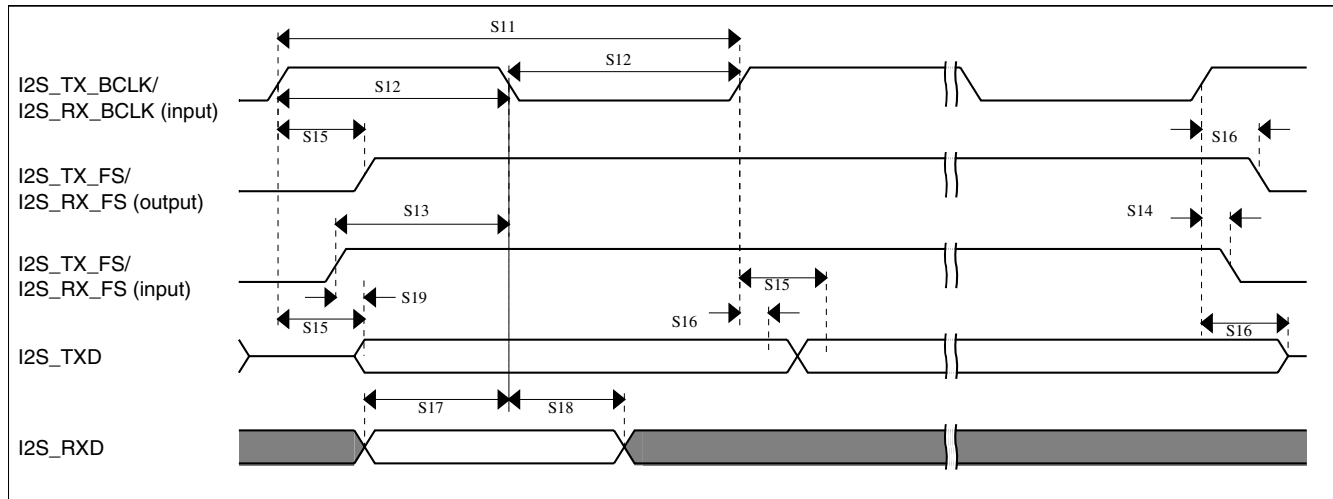 S11
I2S_TX_BCLK/
I2S_RX_BCLK (input)
S12
S12
S15
S16
I2S_TX_FS/
I2S_RX_FS (output)
S13
S14
I2S_TX_FS/
I2S_RX_FS (input)
S15
S19
S15
S16
S16
I2S_TXD
S17
S18
I2S_RXD